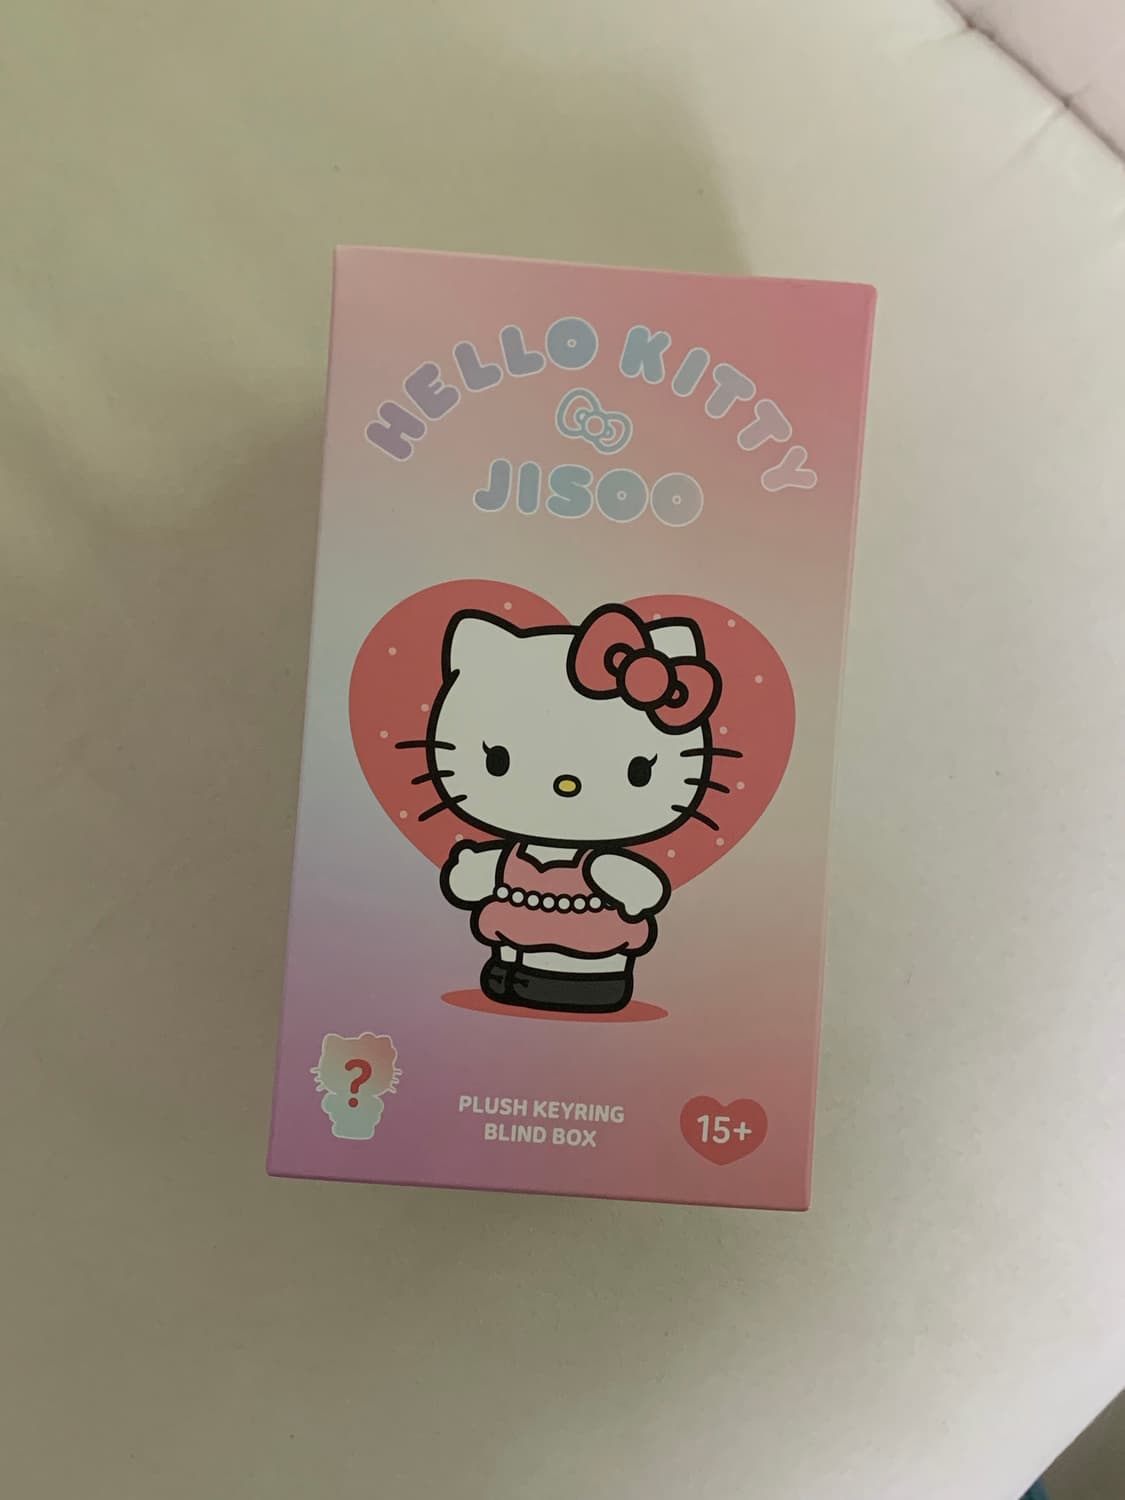 HELLO KITTY
JISOO
?
PLUSH KEYRING
BLIND BOX
15+